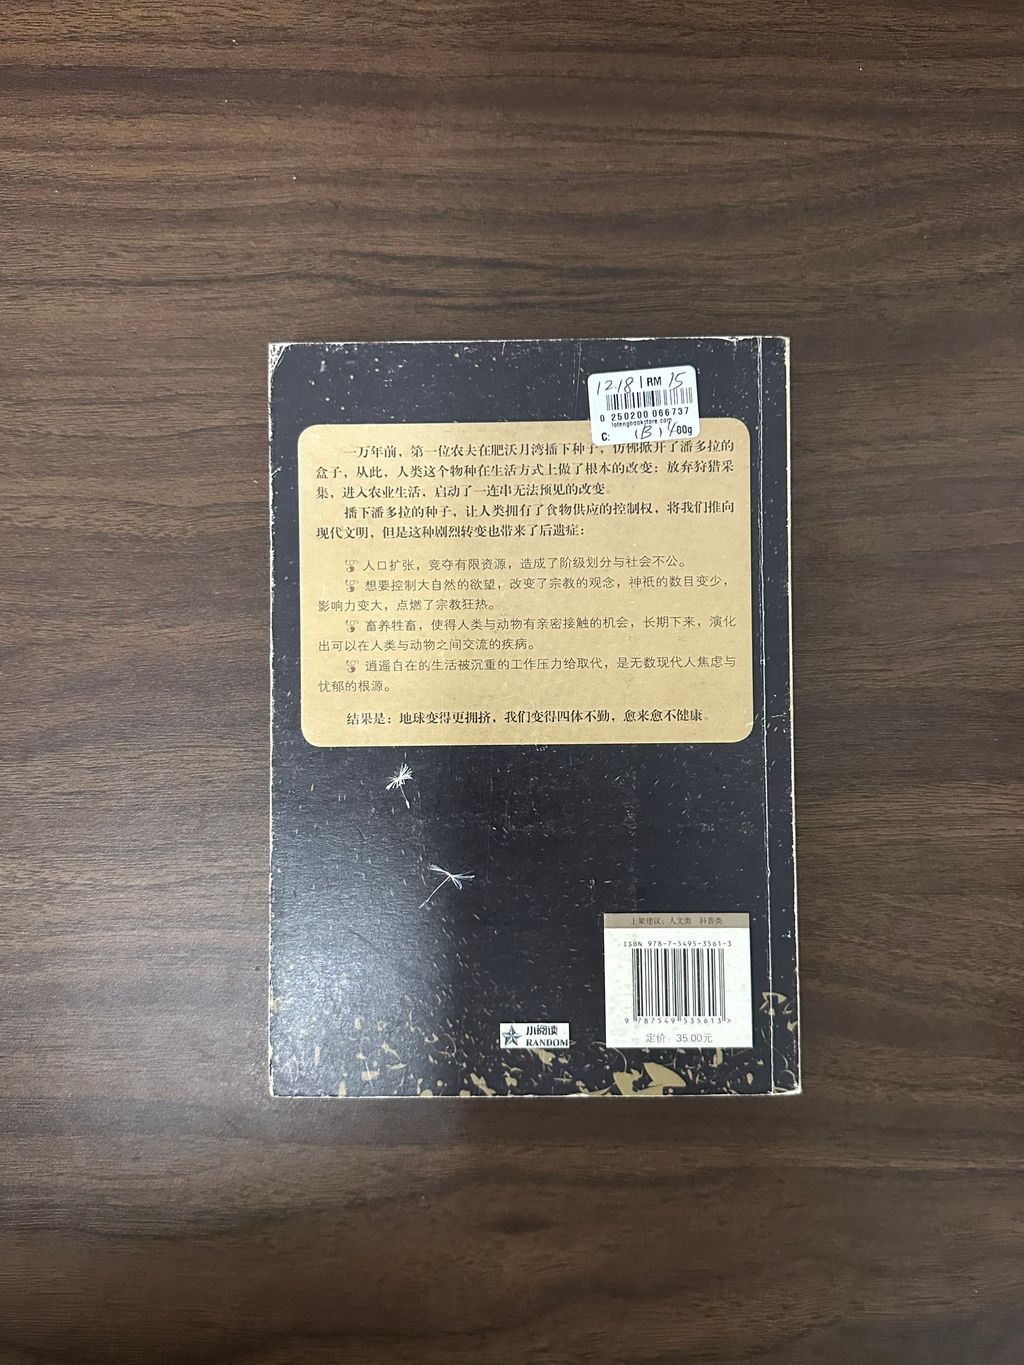 1218 RM 15
0 250200 066737
lotengbookstore.com
C: 00g
一万年前，第一位农夫在肥沃月湾播下种子，仿佛掀开了潘多拉的
盒子，从此，人类这个物种在生活方式上做了根本的改变：放弃狩猎采
集，进入农业生活，启动了一连串无法预见的改变。
播下潘多拉的种子，让人类拥有了食物供应的控制权，将我们推向
现代文明，但是这种剧烈转变也带来了后遗症：
人口扩张，竞夺有限资源，造成了阶级划分与社会不公。
想要控制大自然的欲望，改变了宗教的观念，神祇的数目变少，
影响力变大，点燃了宗教狂热。
畜养牲畜，使得人类与动物有亲密接触的机会，长期下来，演化
出可以在人类与动物之间交流的疾病。
逍遥自在的生活被沉重的工作压力给取代，是无数现代人焦虑与
忧郁的根源。
结果是：地球变得更拥挤，我们变得四体不勤，愈来愈不健康。
上架建议：人文类 科普类
ISBN 978-7-5495-3561-3
9 787549 535613 >
定价：35.00元
小阅读
RANDOM